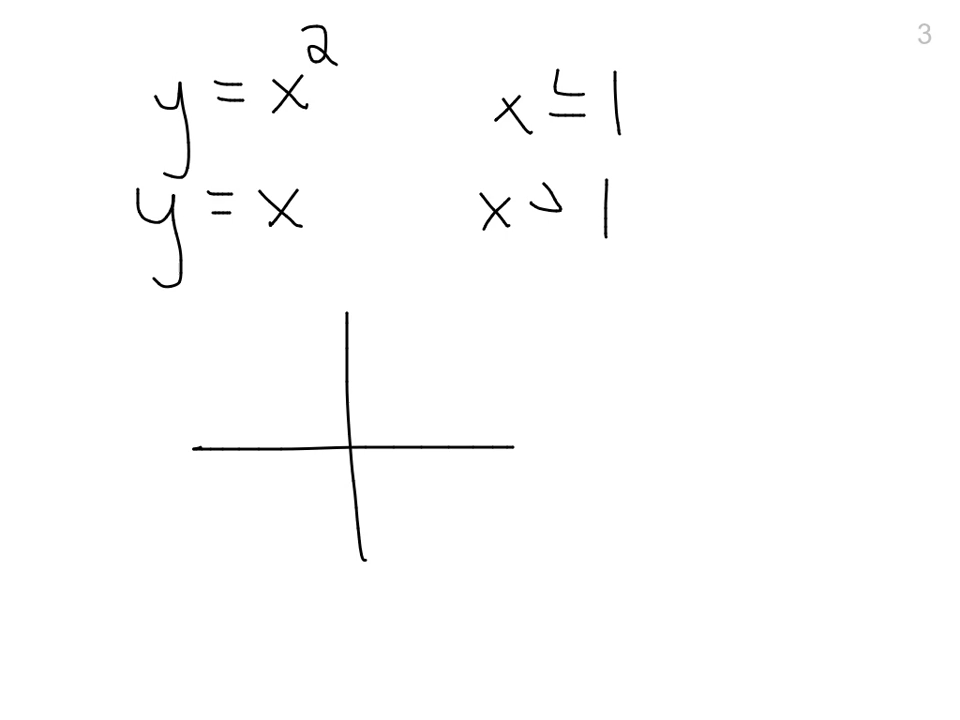 3
y = x² x ≤ 1
y = x x > 1